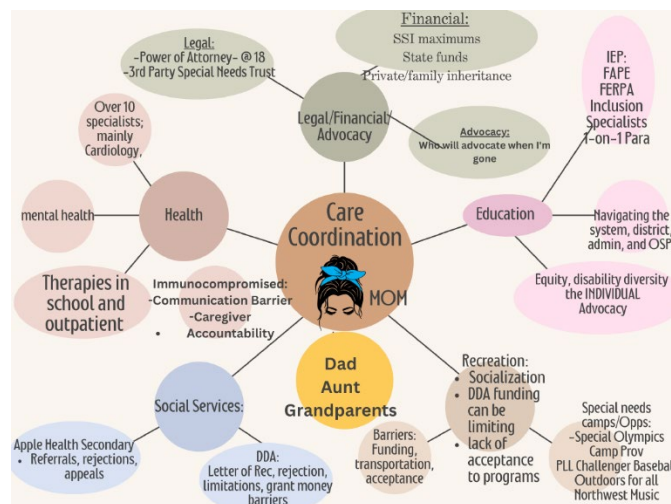 Legal:
-Power of Attorney- @ 18
-3rd Party Special Needs Trust
Financial:
SSI maximums
State funds
Private/family inheritance
Legal/Financial/
Advocacy
Advocacy:
Who will advocate when I'm
gone
IEP:
FAPE
FERPA
Inclusion
Specialists
1-on-1 Para
Education
Navigating the
system, district,
admin, and OSP
Equity, disability diversity
the INDIVIDUAL
Advocacy
Over 10
specialists;
mainly
Cardiology,
mental health
Health
Therapies in
school and
outpatient
Immunocompromised:
-Communication Barrier
-Caregiver
• Accountability
Care
Coordination
MOM
Dad
Aunt
Grandparents
Social Services:
Apple Health Secondary
• Referrals, rejections,
appeals
DDA:
Letter of Rec, rejection,
limitations, grant money
barriers
Recreation:
• Socialization
• DDA funding
can be
limiting
• lack of
acceptance
to programs
Barriers:
Funding,
transportation,
acceptance
Special needs
camps/Opps:
-Special Olympics
Camp Prov
PLL Challenger Baseball
Outdoors for all
Northwest Music